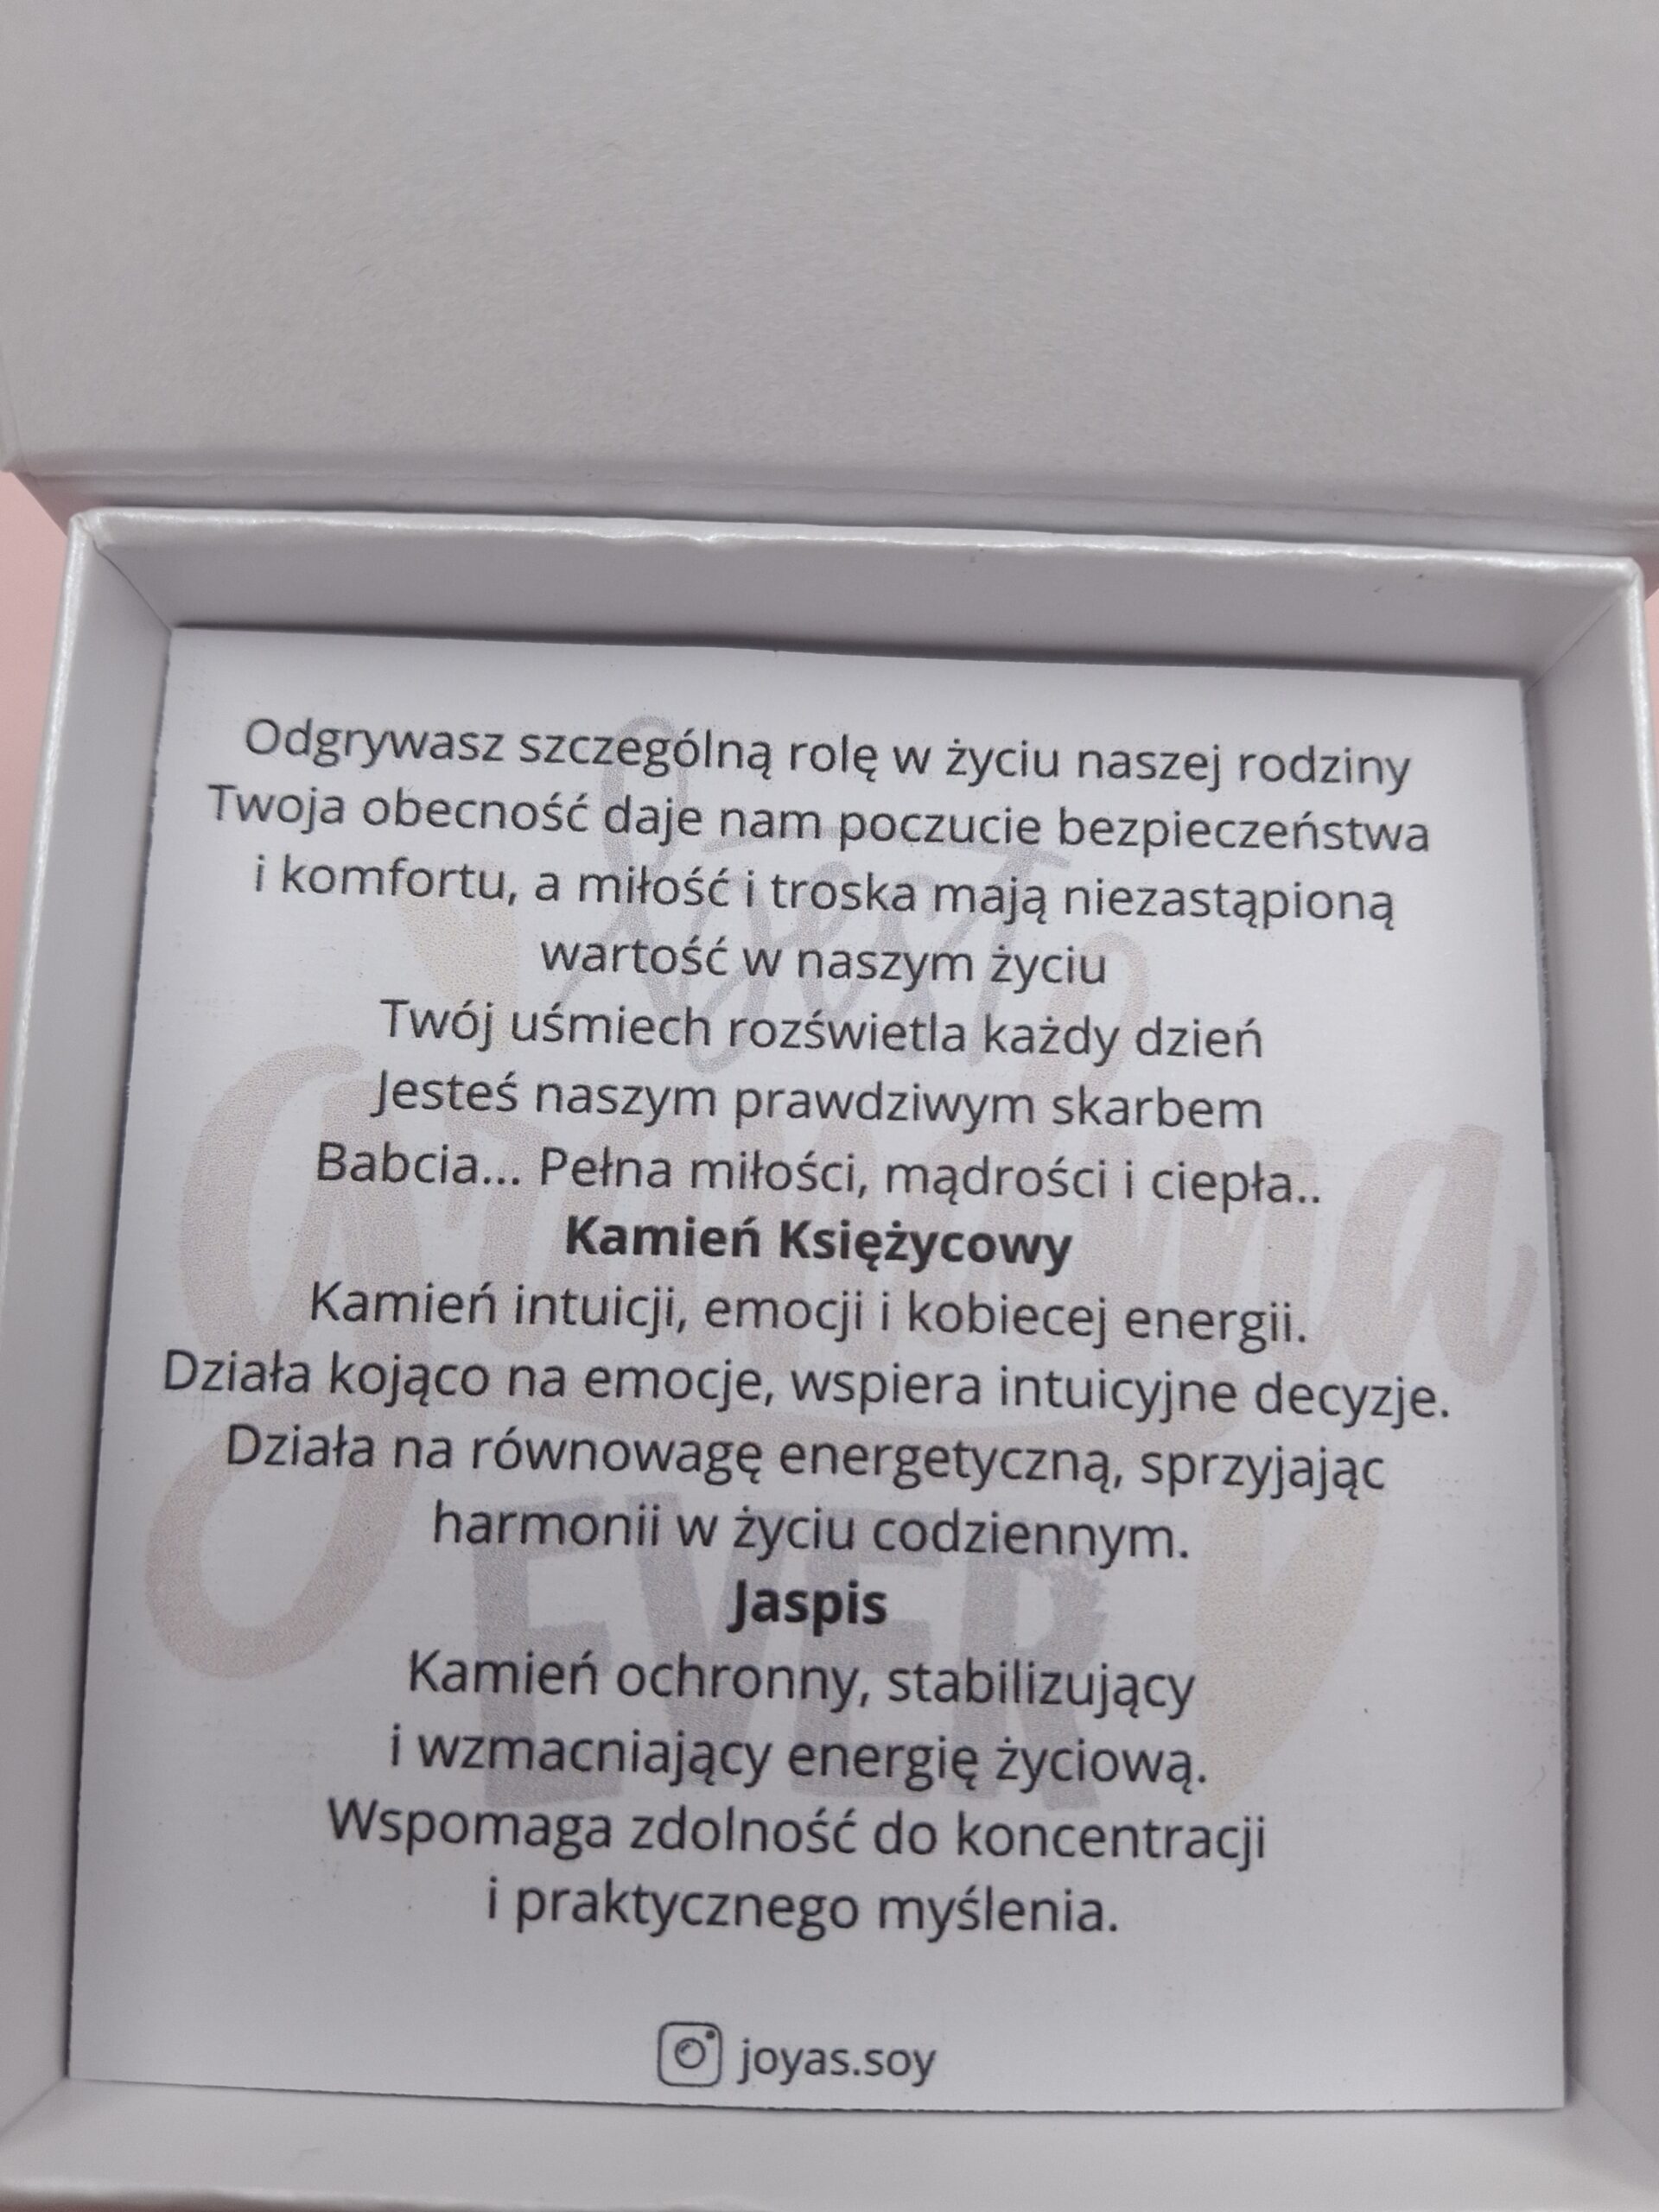 Odgrywasz szczególną rolę w życiu naszej rodziny
Twoja obecność daje nam poczucie bezpieczeństwa
i komfortu, a miłość i troska mają niezastąpioną
wartość w naszym życiu
Twój uśmiech rozświetla każdy dzień
Jesteś naszym prawdziwym skarbem
Babcia... Pełna miłości, mądrości i ciepła..
Kamień Księżycowy
Kamień intuicji, emocji i kobiecej energii.
Działa kojąco na emocje, wspiera intuicyjne decyzje.
Działa na równowagę energetyczną, sprzyjając
harmonii w życiu codziennym.
Jaspis
Kamień ochronny, stabilizujący
i wzmacniający energię życiową.
Wspomaga zdolność do koncentracji
i praktycznego myślenia.
joyas.soy
Best
grandma
EVER